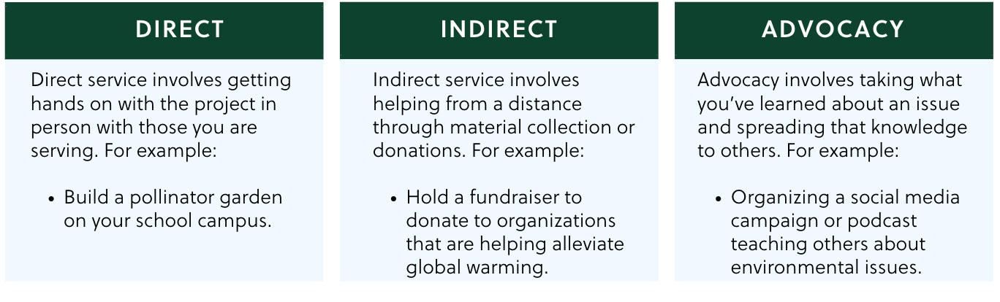 DIRECT
Direct service involves getting
hands on with the project in
person with those you are
serving. For example:
• Build a pollinator garden
on your school campus.
INDIRECT
Indirect service involves
helping from a distance
through material collection or
donations. For example:
• Hold a fundraiser to
donate to organizations
that are helping alleviate
global warming.
ADVOCACY
Advocacy involves taking what
you’ve learned about an issue
and spreading that knowledge
to others. For example:
• Organizing a social media
campaign or podcast
teaching others about
environmental issues.